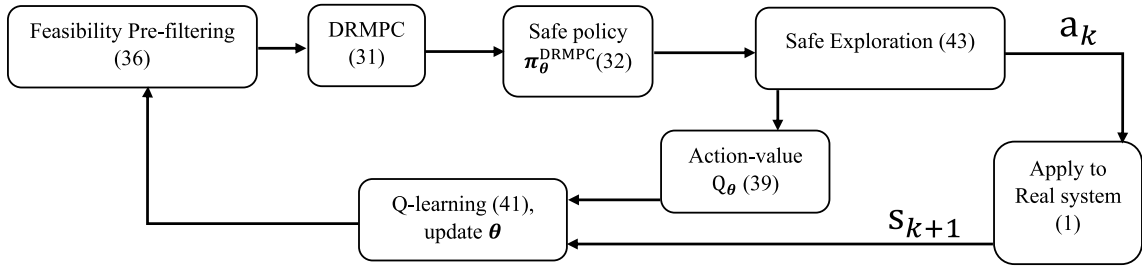 Feasibility Pre-filtering
(36)
DRMPC
(31)
Safe policy
π_θ^DRMPC(32)
Safe Exploration (43)
a_k
Action-value
Q_θ (39)
Apply to
Real system
(1)
Q-learning (41),
update θ
s_{k+1}